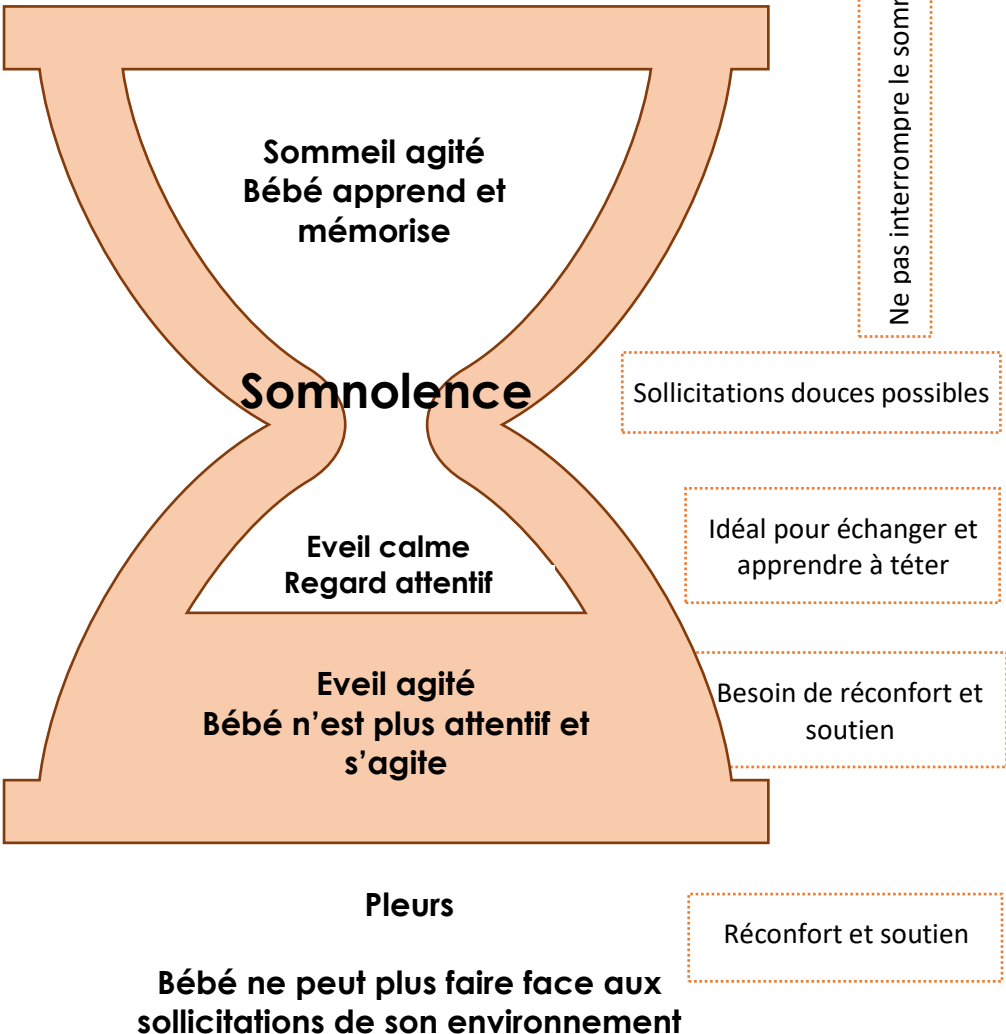 Ne pas interrompre le
Sommeil agité
Bébé apprend et
mémorise
Somnolence
Sollicitations douces possibles
Eveil calme
Regard attentif
Idéal pour échanger et
apprendre à téter
Eveil agité
Bébé n’est plus attentif et
s’agite
Besoin de réconfort et
soutien
Pleurs
Réconfort et soutien
Bébé ne peut plus faire face aux
sollicitations de son environnement